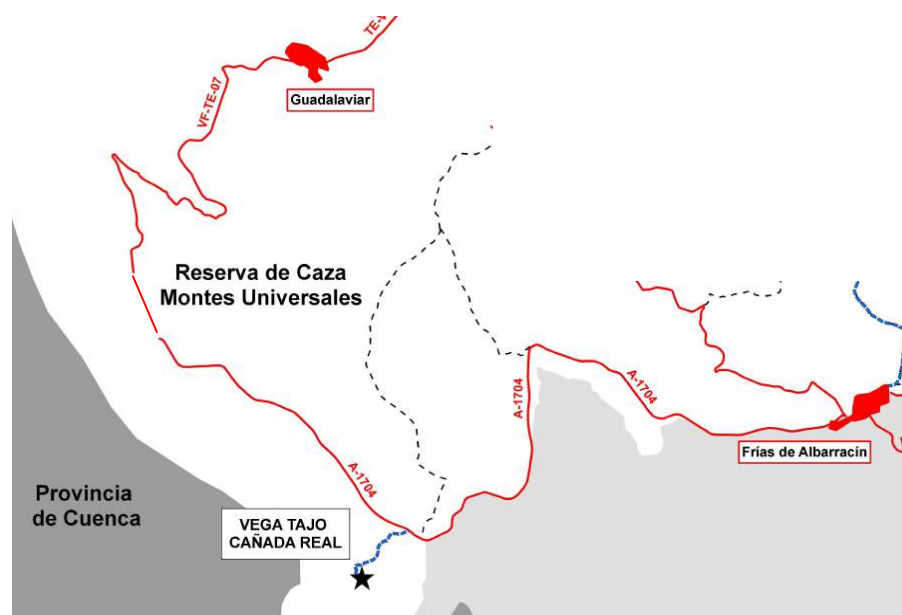 TE-V
Guadalaviar
VF-TE-07
Reserva de Caza
Montes Universales
A-1704
A-1704
A-1704
Frías de Albarracín
Provincia
de Cuenca
VEGA TAJO
CAÑADA REAL